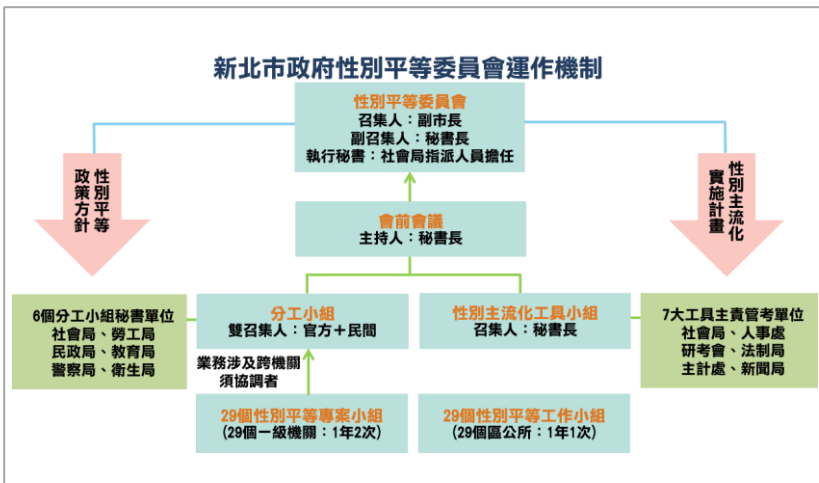 新北市政府性別平等委員會運作機制
性別平等委員會
召集人：副市長
副召集人：秘書長
執行秘書：社會局指派人員擔任
性別平等
政策方針
性別主流化
實施計畫
會前會議
主持人：秘書長
6個分工小組秘書單位
社會局、勞工局
民政局、教育局
警察局、衛生局
分工小組
雙召集人：官方＋民間
性別主流化工具小組
召集人：秘書長
7大工具主責管考單位
社會局、人事處
研考會、法制局
主計處、新聞局
業務涉及跨機關
須協調者
29個性別平等專案小組
(29個一級機關：1年2次)
29個性別平等工作小組
(29個區公所：1年1次)